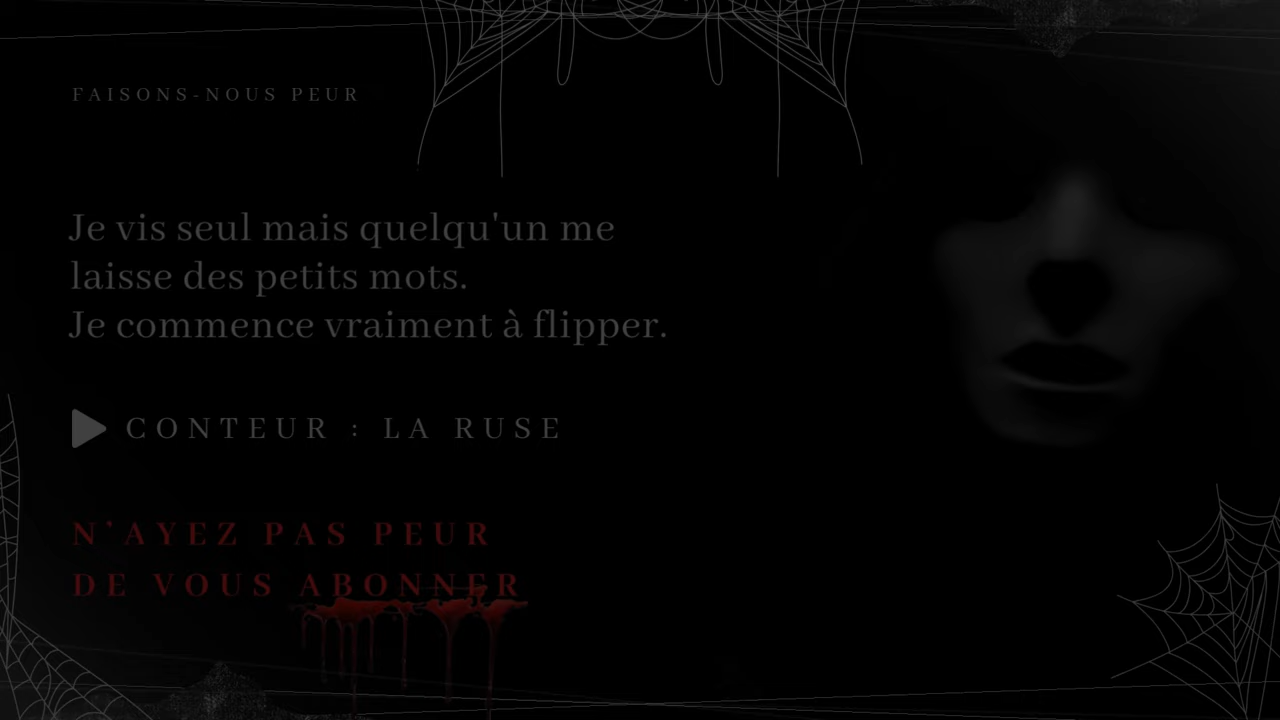 FAISONS-NOUS PEUR
Je vis seul mais quelqu'un me
laisse des petits mots.
Je commence vraiment à flipper.
CONTEUR : LA RUSE
N'AYEZ PAS PEUR
DE VOUS ABONNER